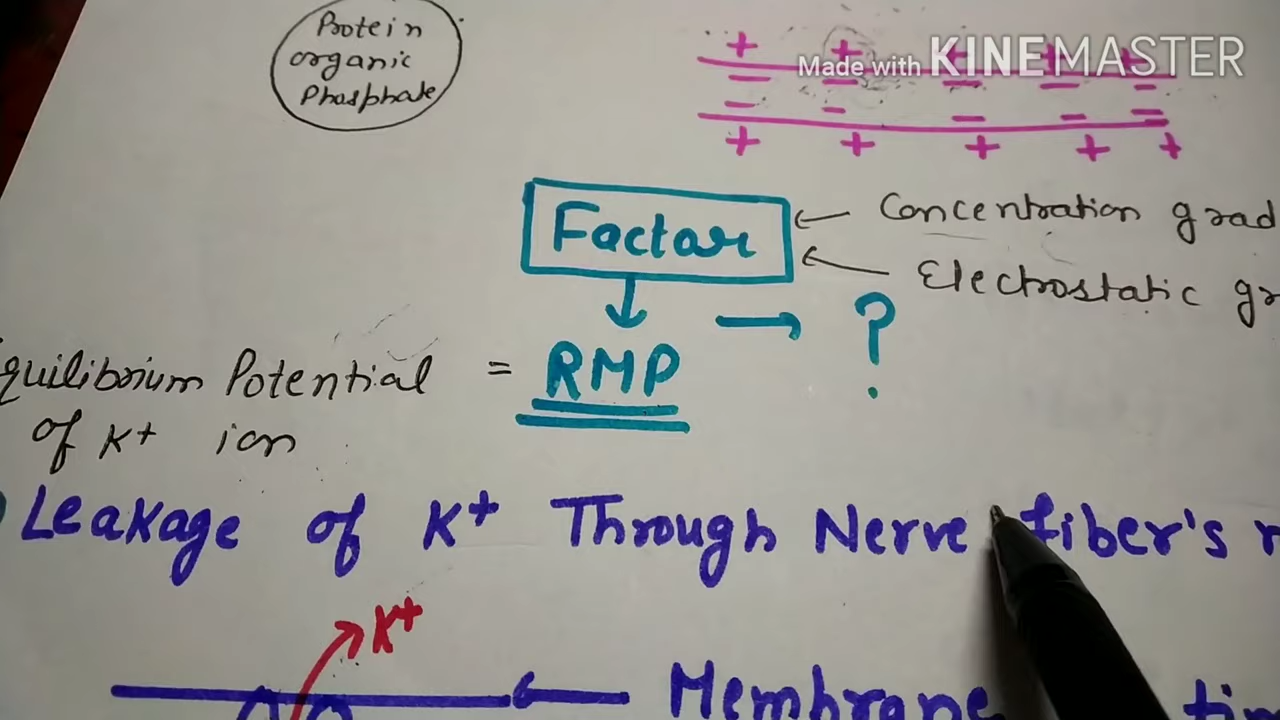 Protein
organic
Phosphate
Made with KINEMASTER
+ + + + +
− − − − −
− − − − −
+ + + + +
Factor
Concentration grad
Electrostatic gr
?
quilibrium Potential = RMP
of K+ ion
Leakage of K+ Through Nerve fiber's
K+
Membrane